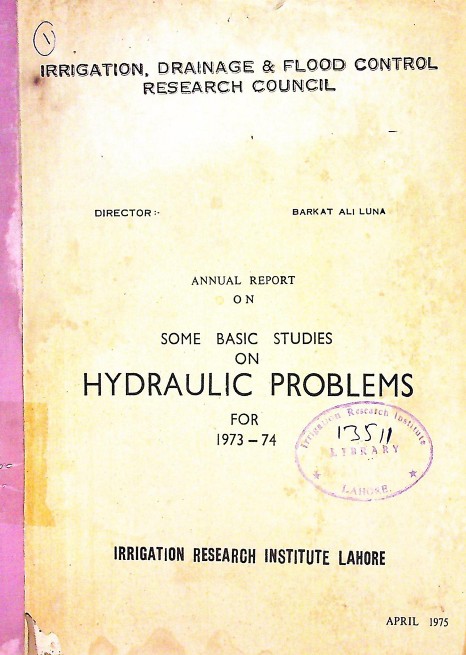 1
IRRIGATION, DRAINAGE & FLOOD CONTROL
RESEARCH COUNCIL
DIRECTOR:-
BARKAT ALI LUNA
ANNUAL REPORT
ON
SOME BASIC STUDIES
ON
HYDRAULIC PROBLEMS
FOR
1973-74
Irrigation Research Institute
13511
LIBRARY
LAHORE.
IRRIGATION RESEARCH INSTITUTE LAHORE
APRIL 1975